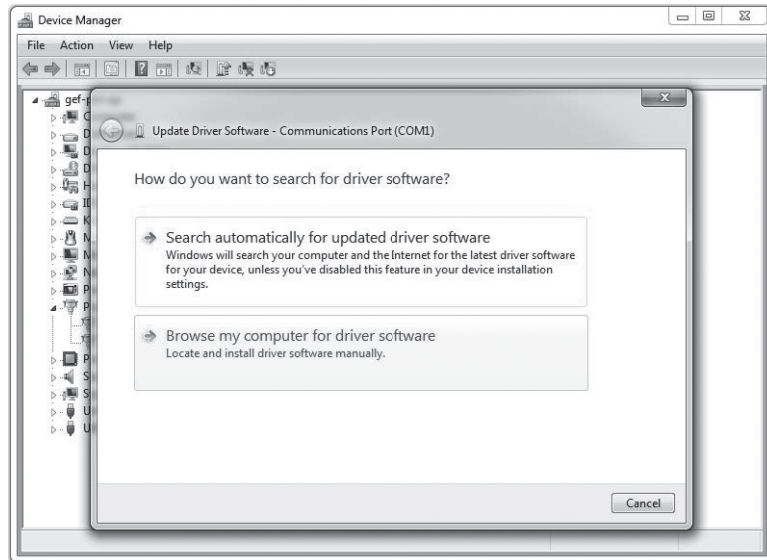 Device Manager
File Action View Help
gef-p
C
D
Update Driver Software - Communications Port (COM1)
D
D
How do you want to search for driver software?
H
ID
K
Search automatically for updated driver software
M
Windows will search your computer and the Internet for the latest driver software
M
for your device, unless you've disabled this feature in your device installation
N
settings.
P
P
Browse my computer for driver software
Locate and install driver software manually.
P
S
S
U
U
Cancel